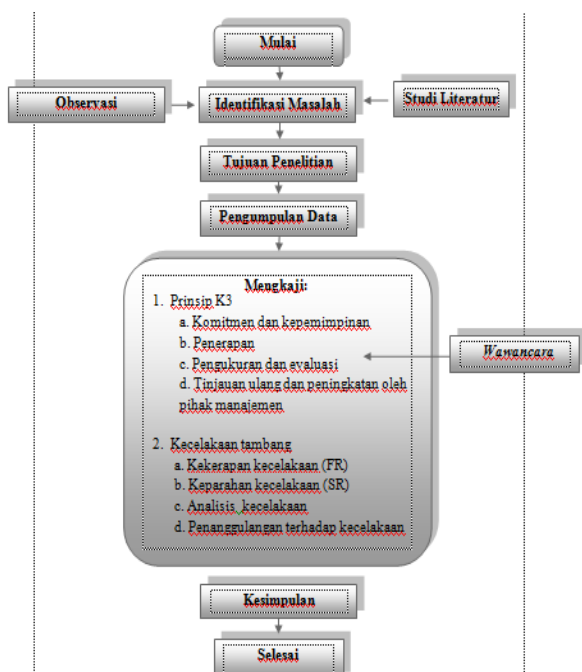 Mulai
Observasi
Identifikasi Masalah
Studi Literatur
Tujuan Penelitian
Pengumpulan Data
Mengkaji:
1. Prinsip K3
a. Komitmen dan kepemimpinan
b. Penerapan
c. Pengukuran dan evaluasi
d. Tinjauan ulang dan peningkatan oleh
pihak manajemen
Wawancara
2. Kecelakaan tambang
a. Kekerapan kecelakaan (FR)
b. Keparahan kecelakaan (SR)
c. Analisis kecelakaan
d. Penanggulangan terhadap kecelakaan
Kesimpulan
Selesai